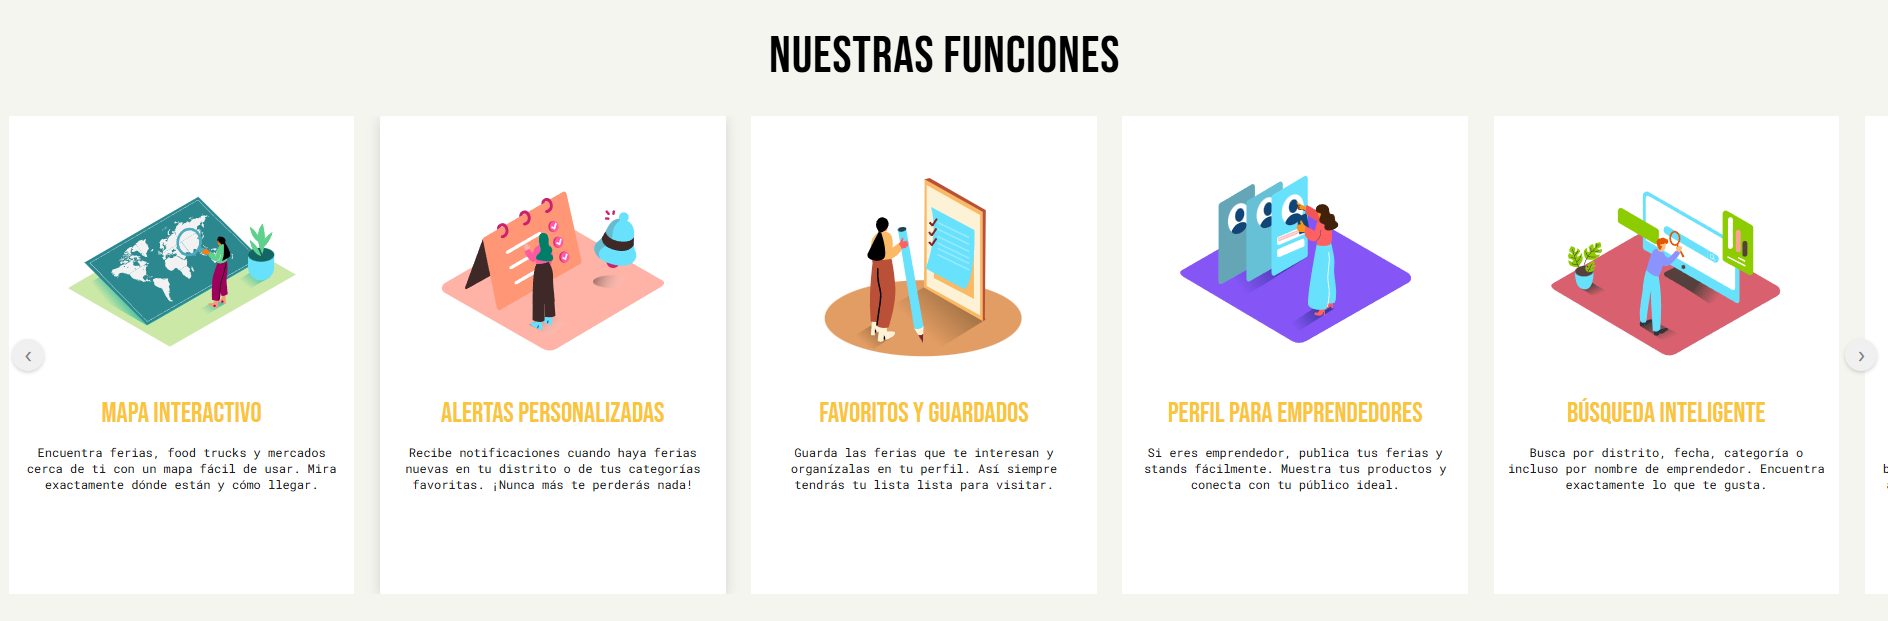 NUESTRAS FUNCIONES
MAPA INTERACTIVO
Encuentra ferias, food trucks y mercados
cerca de ti con un mapa fácil de usar. Mira
exactamente dónde están y cómo llegar.
ALERTAS PERSONALIZADAS
Recibe notificaciones cuando haya ferias
nuevas en tu distrito o de tus categorías
favoritas. ¡Nunca más te perderás nada!
FAVORITOS Y GUARDADOS
Guarda las ferias que te interesan y
organízalas en tu perfil. Así siempre
tendrás tu lista lista para visitar.
PERFIL PARA EMPRENDEDORES
Si eres emprendedor, publica tus ferias y
stands fácilmente. Muestra tus productos y
conecta con tu público ideal.
BÚSQUEDA INTELIGENTE
Busca por distrito, fecha, categoría o
incluso por nombre de emprendedor. Encuentra
exactamente lo que te gusta.